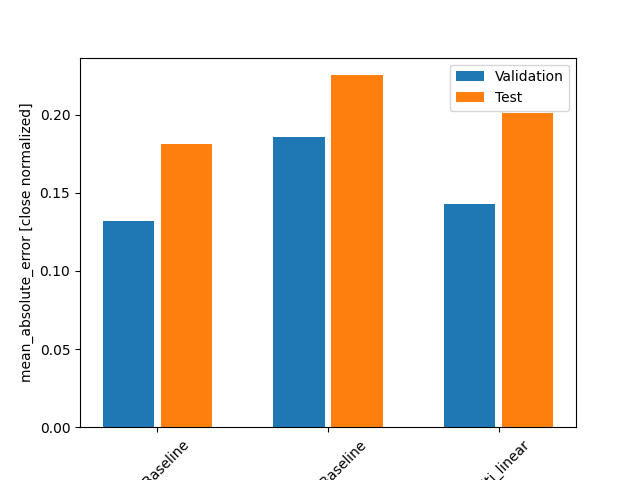 Validation
Test
mean_absolute_error [close normalized]
0.20
0.15
0.10
0.05
0.00
Baseline
Baseline
ti_linear